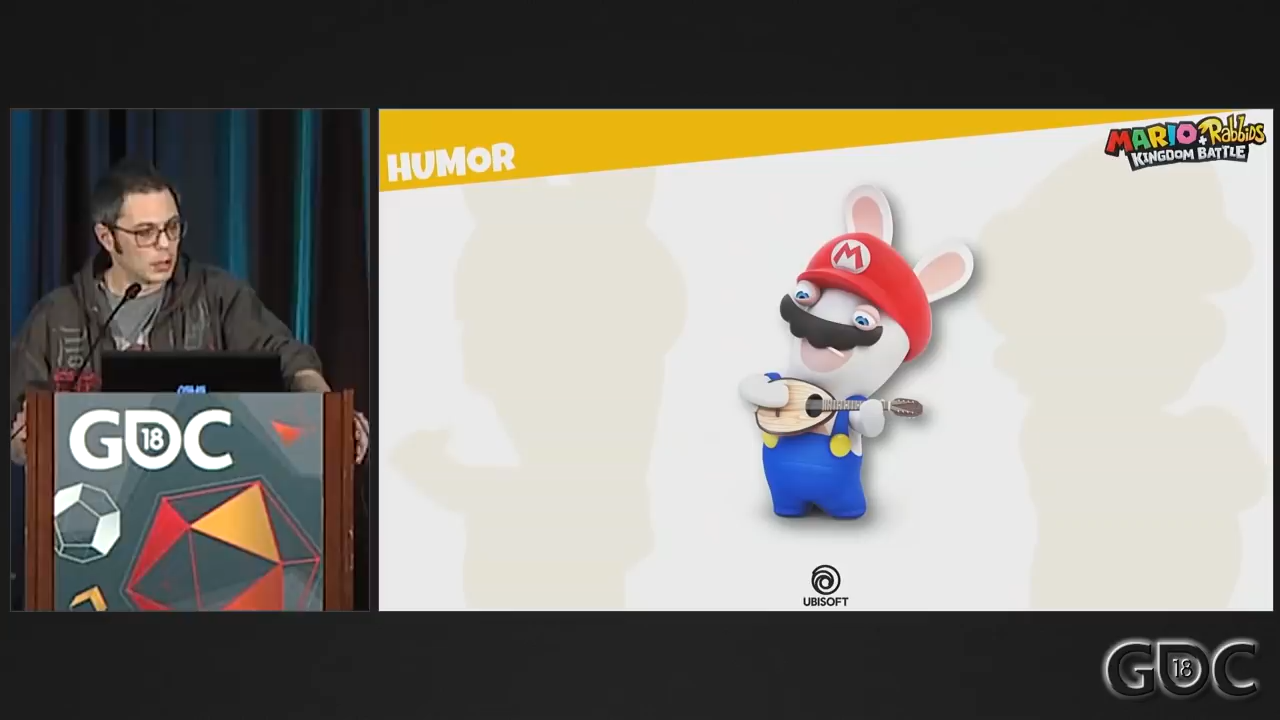 HUMOR
MARIO + Rabbids
KINGDOM BATTLE
M
GDC
18
UBISOFT
GDC
18